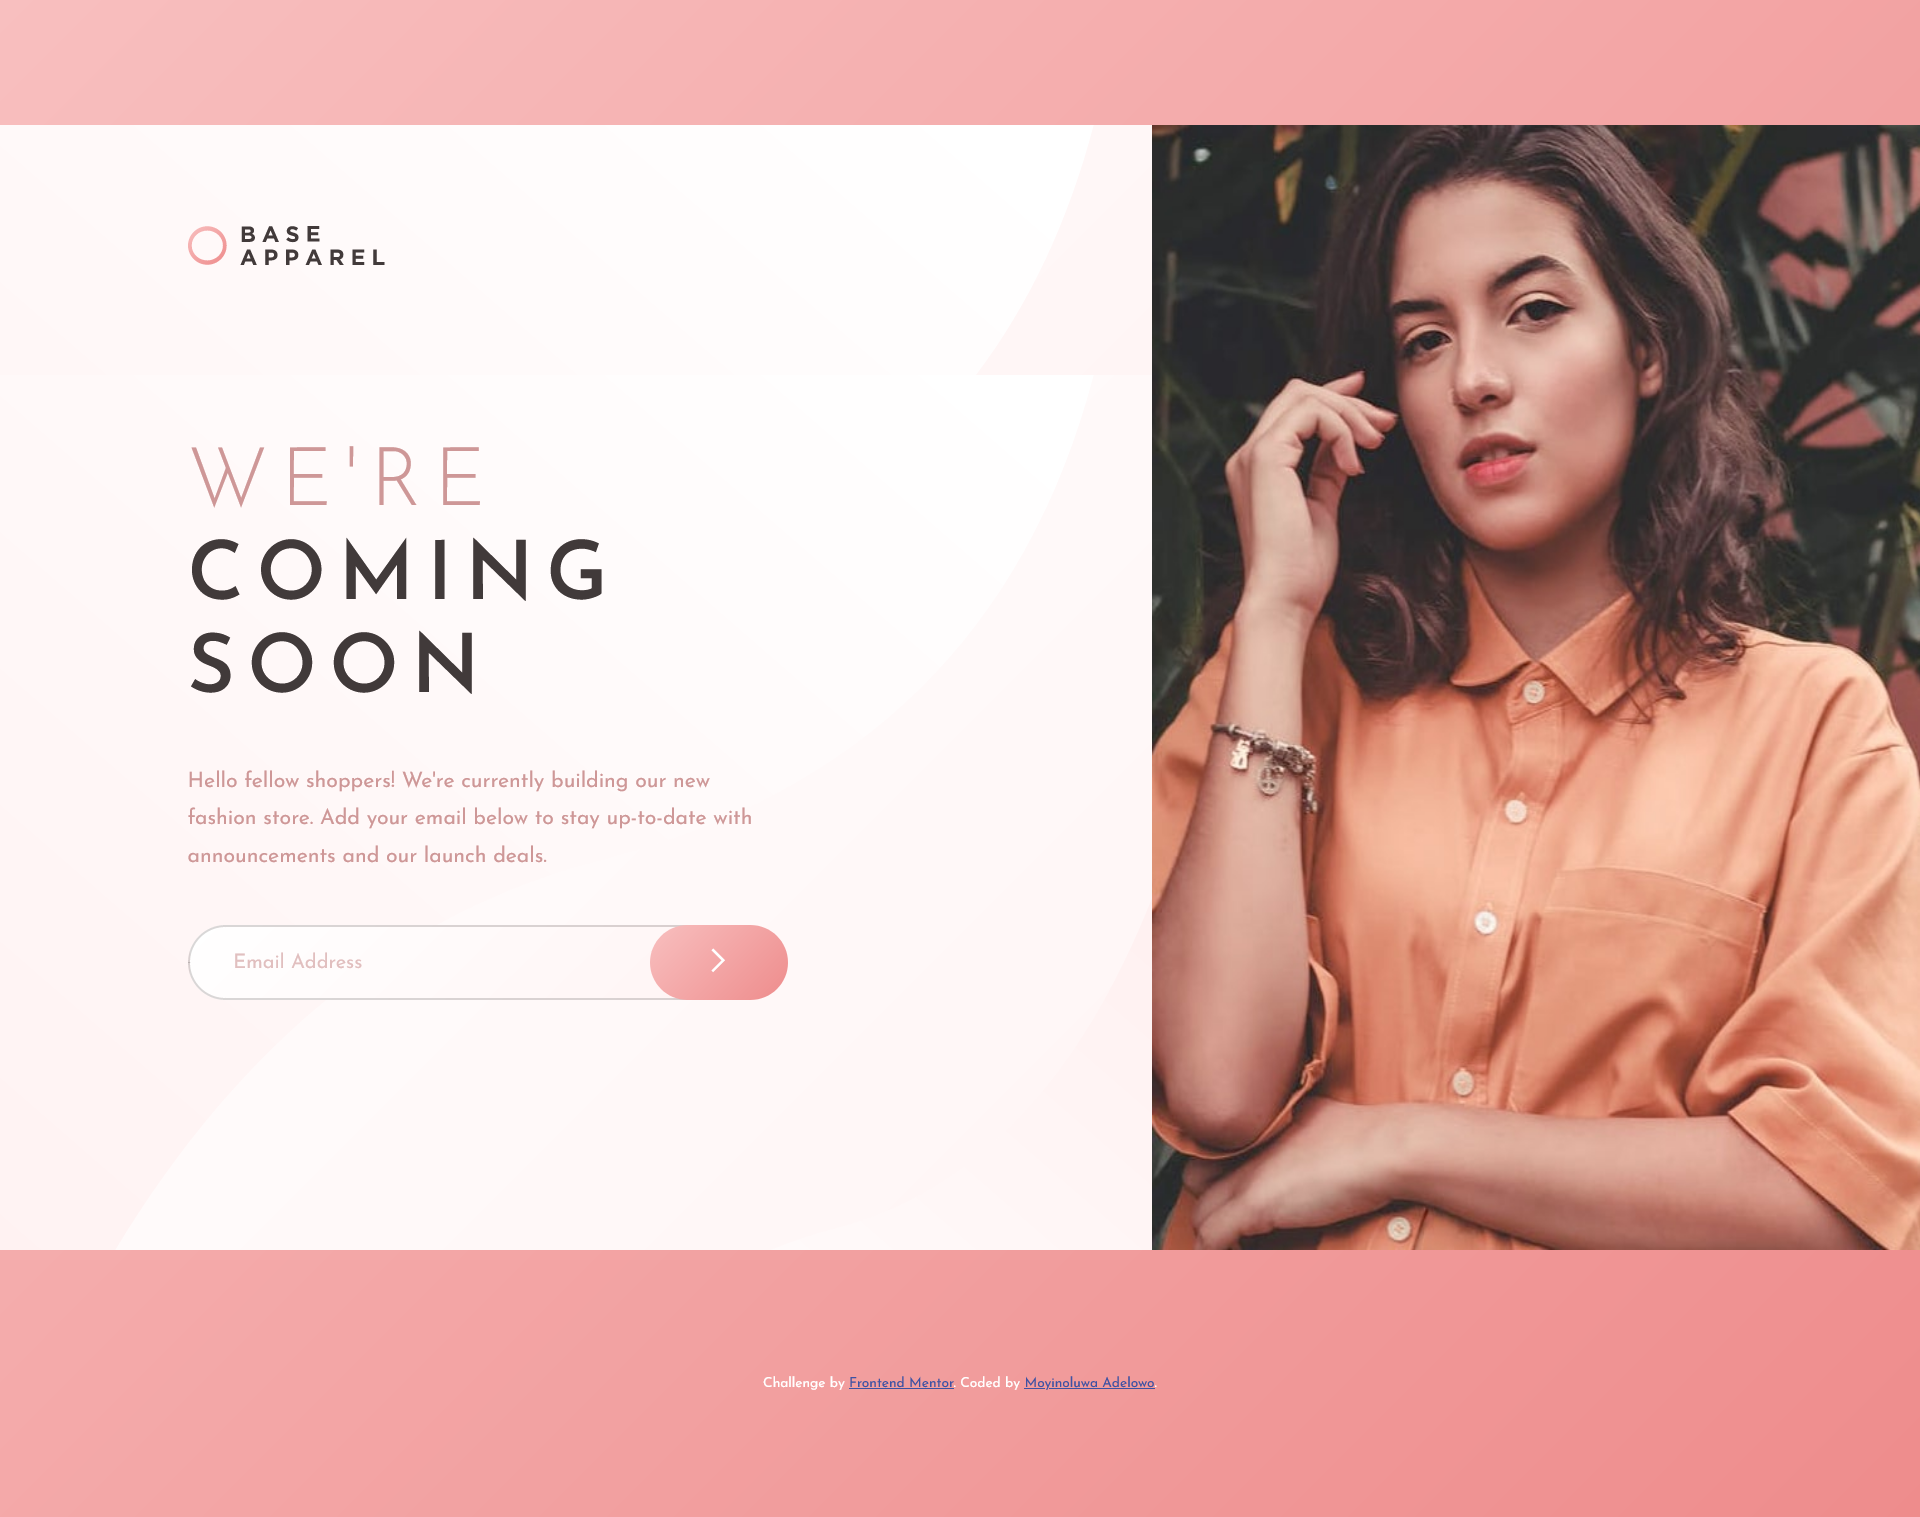 BASE
APPAREL
WE'RE
COMING
SOON
Hello fellow shoppers! We're currently building our new
fashion store. Add your email below to stay up-to-date with
announcements and our launch deals.
Email Address
Challenge by Frontend Mentor. Coded by Moyinoluwa Adelowo.